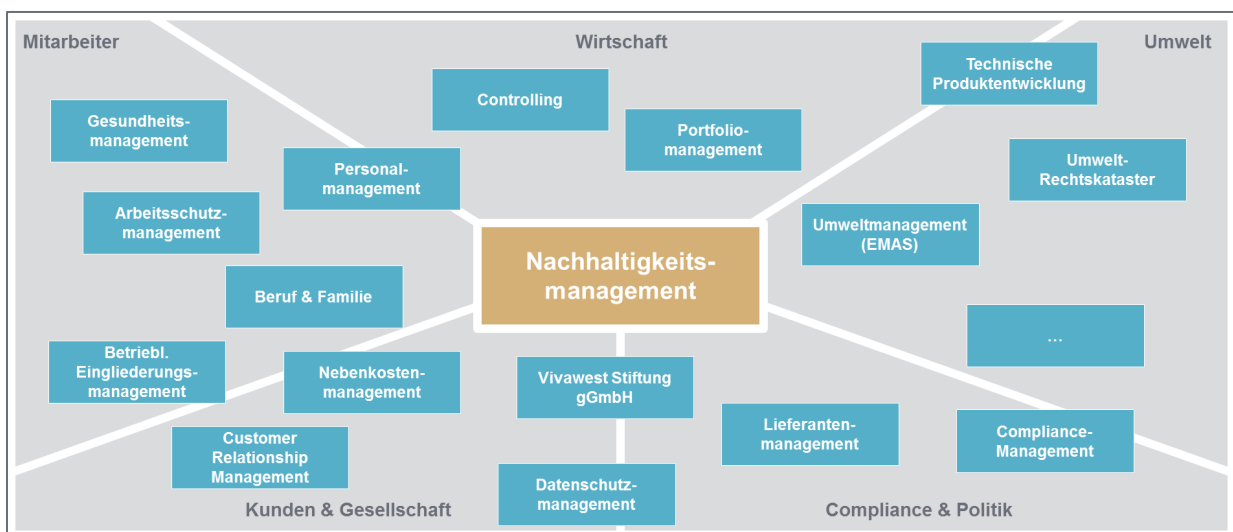 Mitarbeiter
Wirtschaft
Umwelt
Technische
Produktentwicklung
Controlling
Gesundheits-
management
Portfolio-
management
Personal-
management
Umwelt-
Rechtskataster
Arbeitsschutz-
management
Umweltmanagement
(EMAS)
Nachhaltigkeits-
management
Beruf & Familie
...
Betriebl.
Eingliederungs-
management
Nebenkosten-
management
Vivawest Stiftung
gGmbH
Lieferanten-
management
Compliance-
Management
Customer
Relationship
Management
Datenschutz-
management
Kunden & Gesellschaft
Compliance & Politik